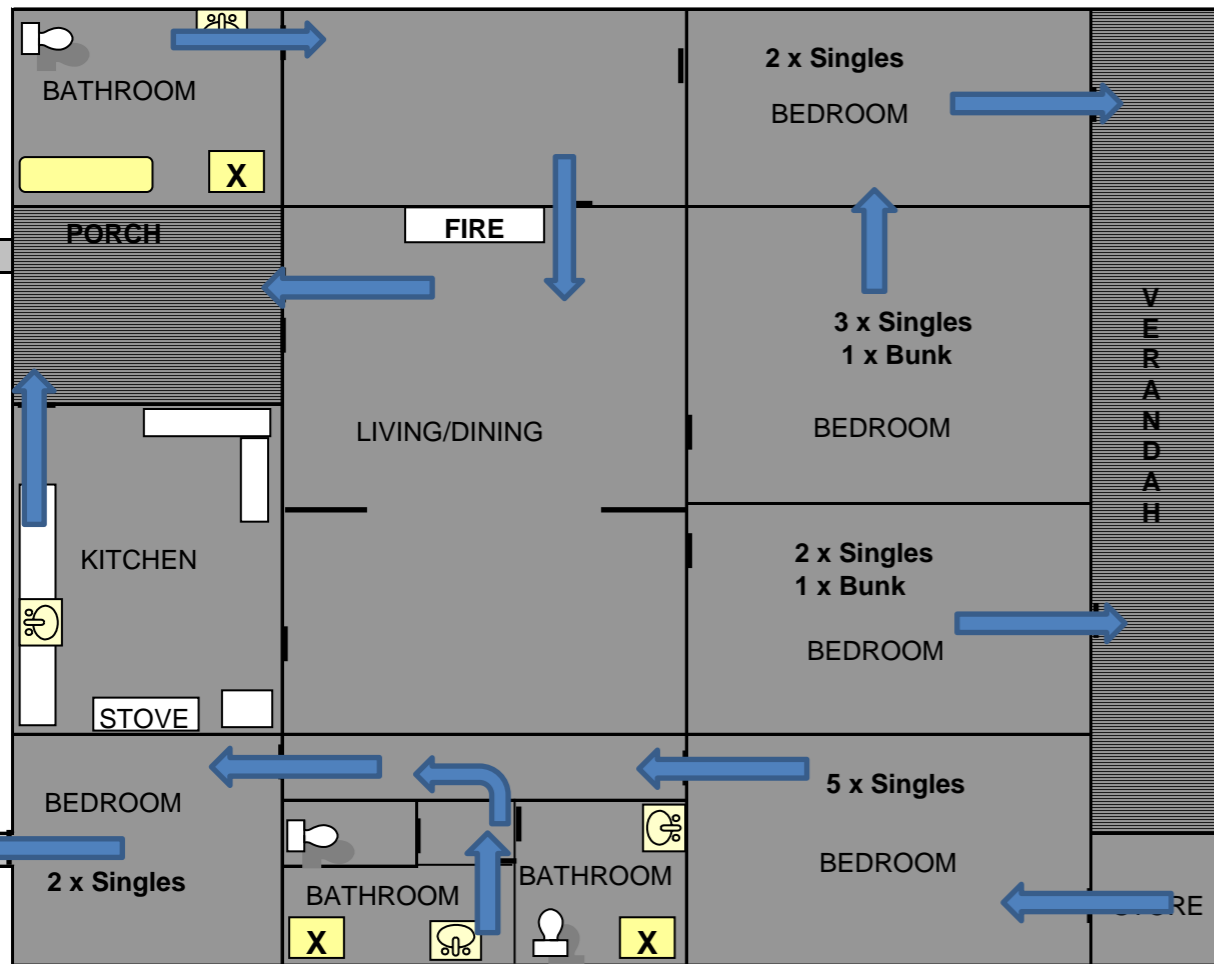 BATHROOM
X
PORCH
FIRE
2 x Singles
BEDROOM
3 x Singles
1 x Bunk
BEDROOM
V
E
R
A
N
D
A
H
LIVING/DINING
KITCHEN
STOVE
2 x Singles
1 x Bunk
BEDROOM
BEDROOM
2 x Singles
BATHROOM
X
BATHROOM
X
5 x Singles
BEDROOM